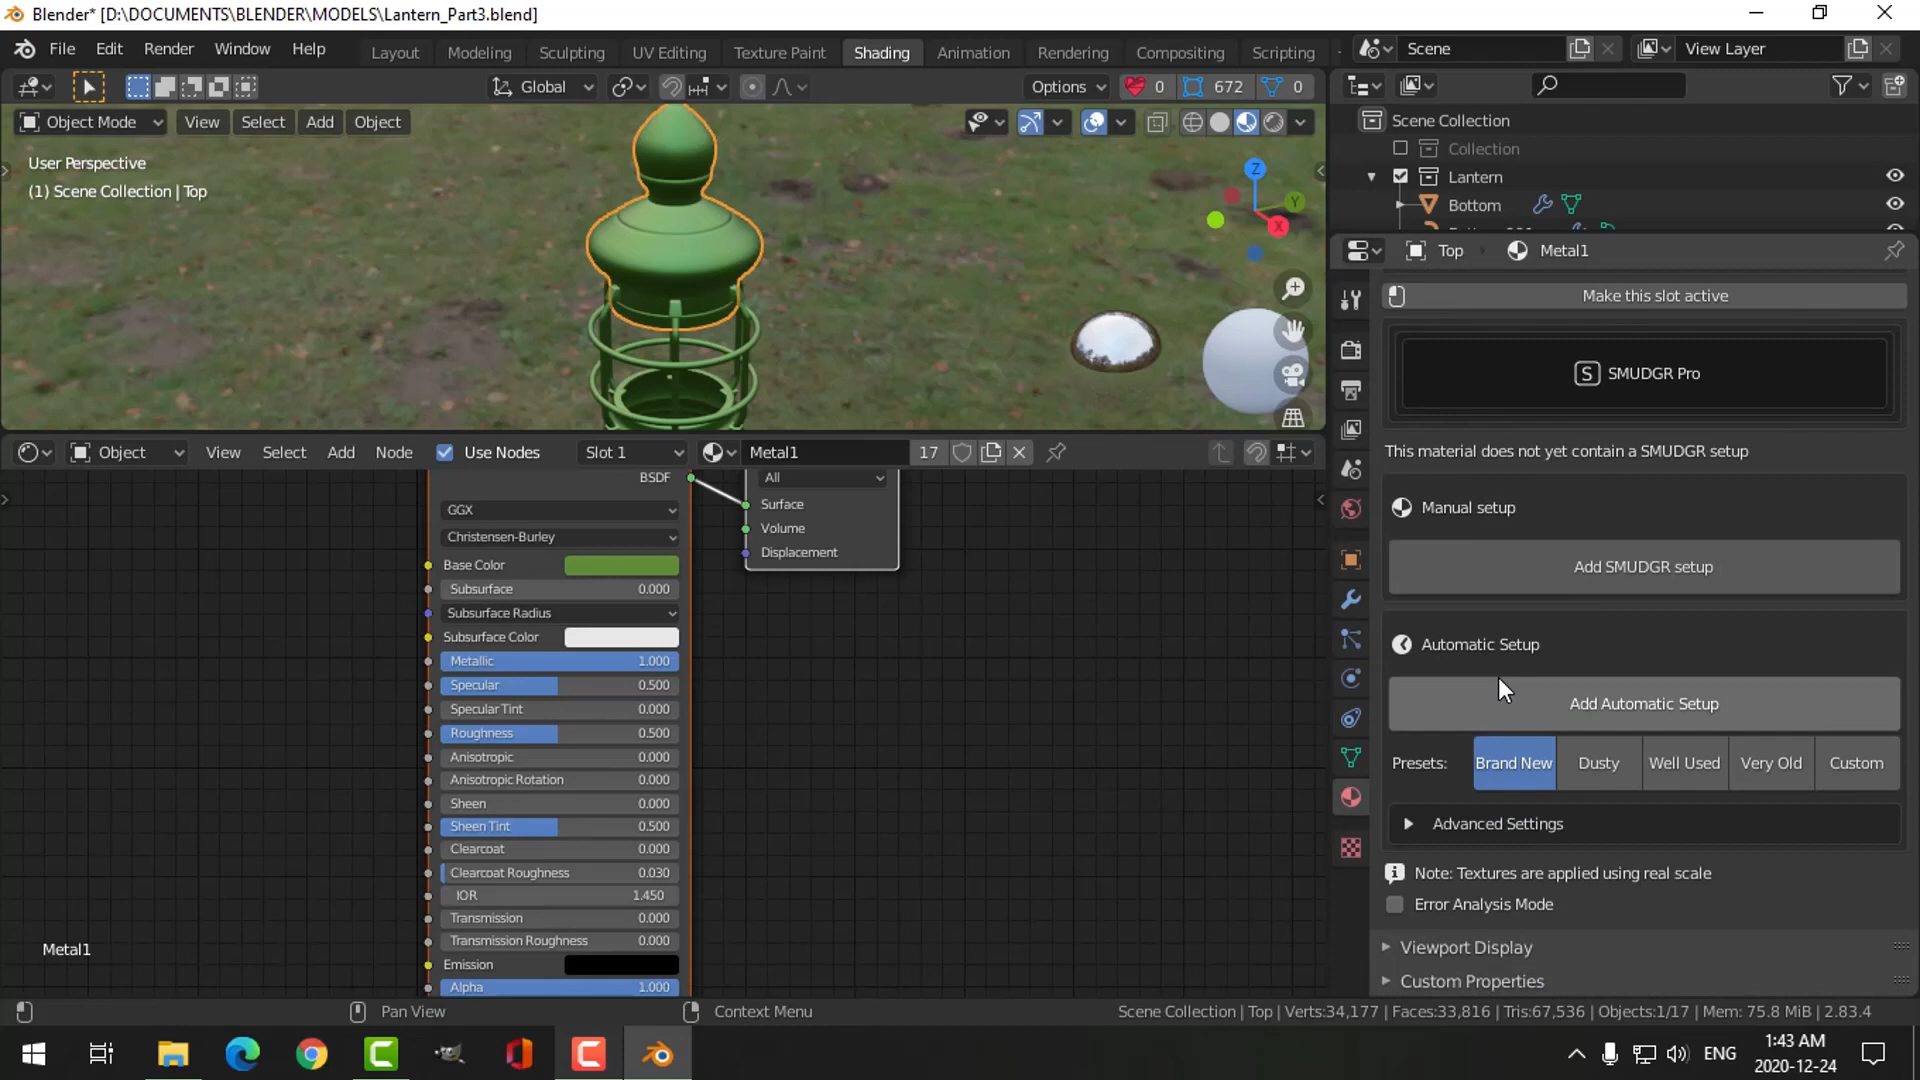 Blender* [D:\DOCUMENTS\BLENDER\MODELS\Lantern_Part3.blend]
File Edit Render Window Help
Layout Modeling Sculpting UV Editing Texture Paint Shading Animation Rendering Compositing Scripting
Scene
View Layer
Global
Options
0
672
0
Object Mode View Select Add Object
User Perspective
(1) Scene Collection | Top
Z
Y
X
Scene Collection
Collection
Lantern
Bottom
Top
Metal1
Make this slot active
S SMUDGR Pro
This material does not yet contain a SMUDGR setup
Manual setup
Add SMUDGR setup
Automatic Setup
Add Automatic Setup
Presets: Brand New Dusty Well Used Very Old Custom
Advanced Settings
Note: Textures are applied using real scale
Error Analysis Mode
Viewport Display
Custom Properties
Object View Select Add Node Use Nodes Slot 1 Metal1 17
BSDF
GGX
Christensen-Burley
Base Color
Subsurface 0.000
Subsurface Radius
Subsurface Color
Metallic 1.000
Specular 0.500
Specular Tint 0.000
Roughness 0.500
Anisotropic 0.000
Anisotropic Rotation 0.000
Sheen 0.000
Sheen Tint 0.500
Clearcoat 0.000
Clearcoat Roughness 0.030
IOR 1.450
Transmission 0.000
Transmission Roughness 0.000
Emission
Alpha 1.000
All
Surface
Volume
Displacement
Metal1
Pan View
Context Menu
Scene Collection | Top | Verts:34,177 | Faces:33,816 | Tris:67,536 | Objects:1/17 | Mem: 75.8 MiB | 2.83.4
ENG
1:43 AM
2020-12-24